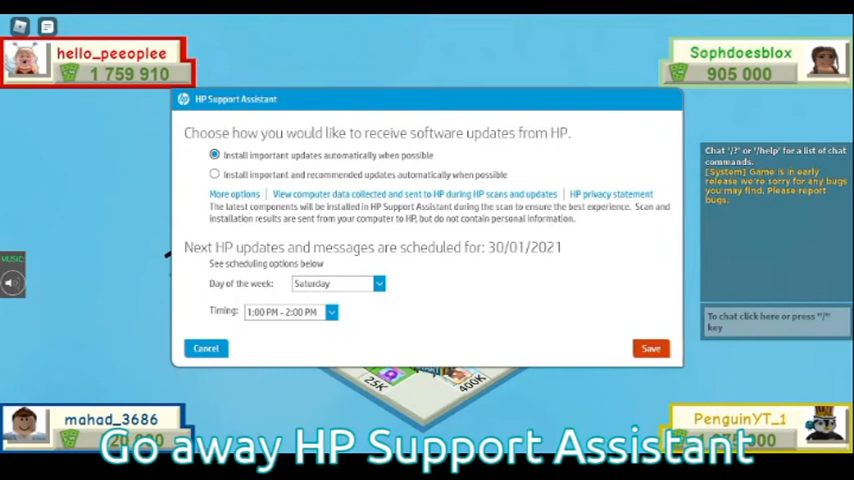 hello_peeoplee
1 759 910
Sophdoesblox
905 000
HP Support Assistant
Choose how you would like to receive software updates from HP.
Install important updates automatically when possible
Install important and recommended updates automatically when possible
More options
View computer data collected and sent to HP during HP scans and updates
HP privacy statement
The latest components will be installed in HP Support Assistant during the scan to ensure the best experience. Scan and
installation results are sent from your computer to HP, but do not contain personal information.
Next HP updates and messages are scheduled for: 30/01/2021
See scheduling options below
Day of the week:
Saturday
Timing:
1:00 PM - 2:00 PM
Cancel
Save
Chat '/?' or '/help' for a list of chat
commands.
[System] Game is in early
release we're sorry for any bugs
you may find. Please report
bugs.
To chat click here or press "/"
key
MUSIC:
25K
400K
mahad_3686
PenguinYT_1
Go away HP Support Assistant